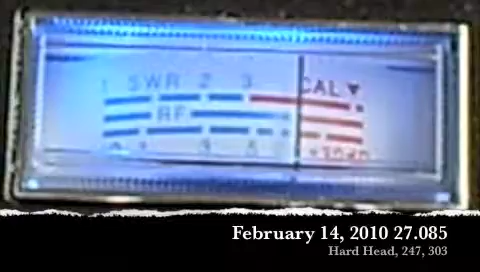 1 SWR 2 3 CAL ▼
RF
February 14, 2010 27.085
Hard Head, 247, 303